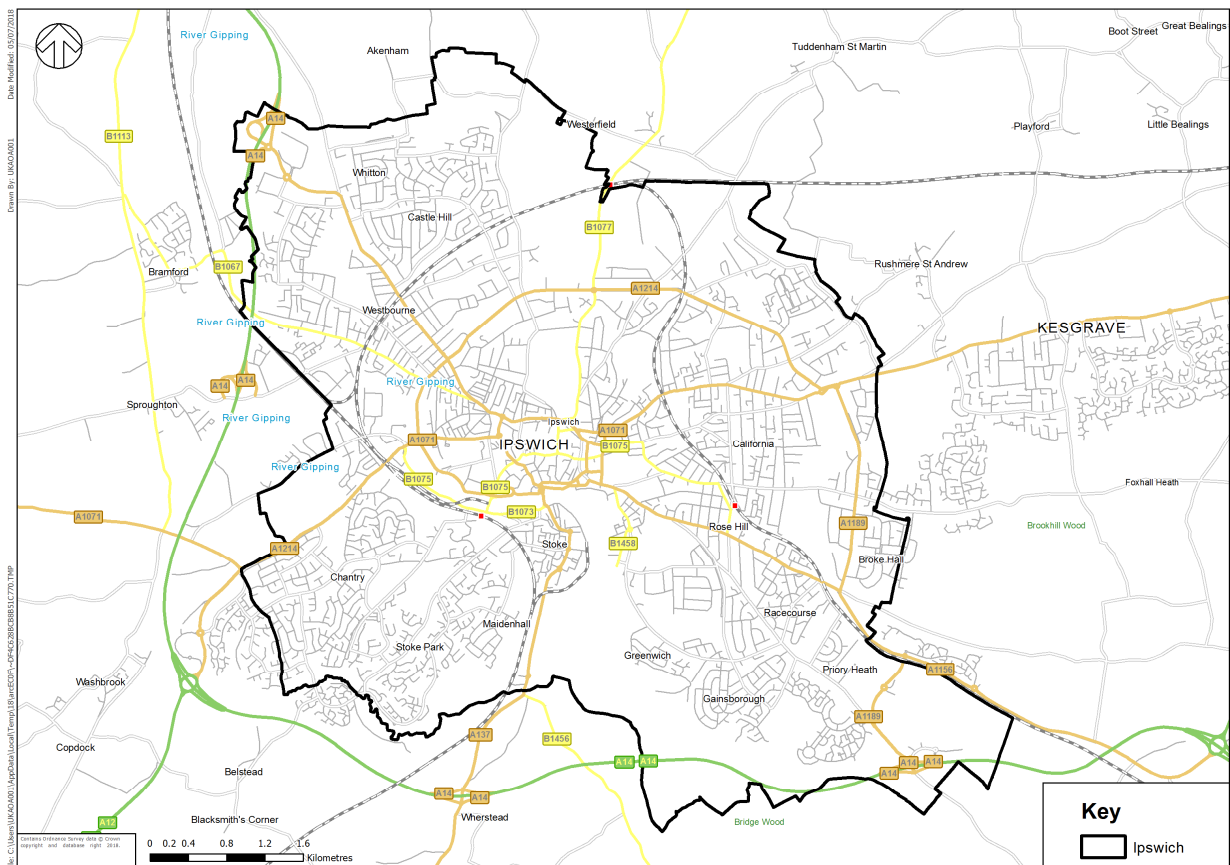 Date Modified: 05/07/2018
Drawn By: UKAOA001
River Gipping
Akenham
Tuddenham St Martin
Boot Street
Great Bealings
A14
B1113
Westerfield
Playford
Little Bealings
A14
Whitton
Castle Hill
B1077
Bramford
B1067
Rushmere St Andrew
A1214
Westbourne
River Gipping
KESGRAVE
A14
A14
River Gipping
Sproughton
River Gipping
Ipswich
A1071
A1071
IPSWICH
B1075
California
River Gipping
B1075
B1075
Foxhall Heath
A1071
B1073
Rose Hill
A1189
Brookhill Wood
A1214
Stoke
B1458
Broke Hall
Chantry
Racecourse
Maidenhall
Stoke Park
Greenwich
Priory Heath
A1156
Washbrook
Gainsborough
A1189
A137
B1456
Copdock
A14
A14
A14
A14
A14
Belstead
A14
A14
Wherstead
Blacksmith's Corner
A12
Bridge Wood
Key
Ipswich
Contains Ordnance Survey data © Crown
copyright and database right 2018.
0 0.2 0.4 0.8 1.2 1.6
Kilometres